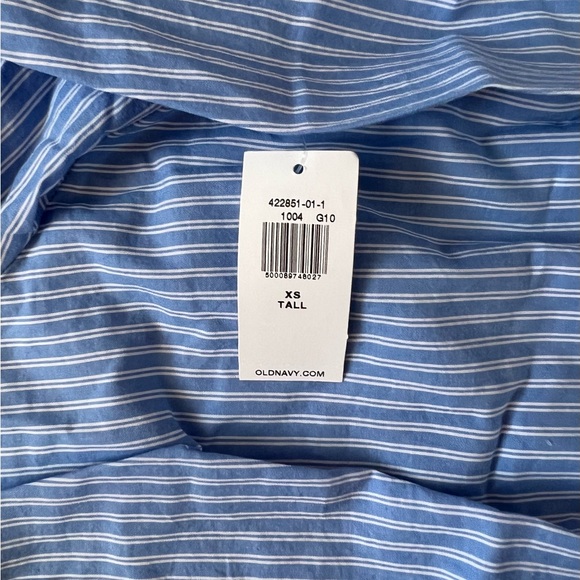 422851-01-1
1004 G10
500089748027
XS
TALL
OLDNAVY.COM